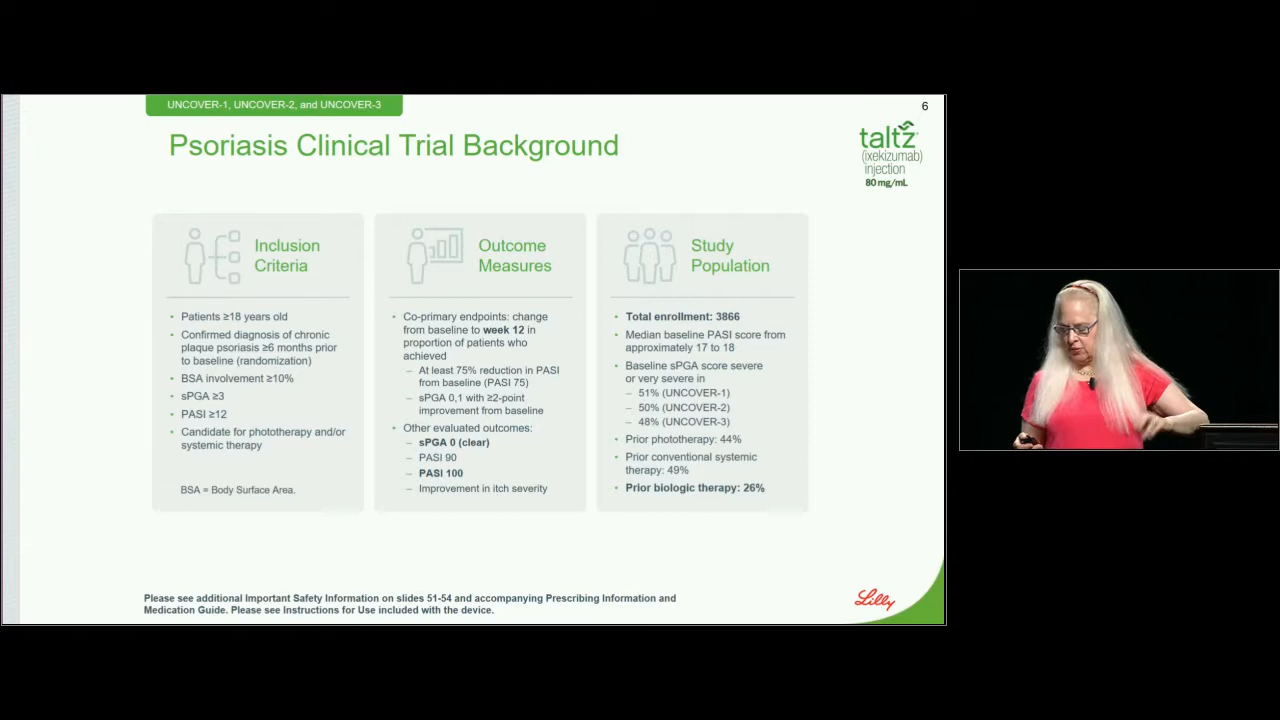 UNCOVER-1, UNCOVER-2, and UNCOVER-3
6
Psoriasis Clinical Trial Background
taltz
(ixekizumab)
injection
80 mg/mL
Inclusion
Criteria
• Patients ≥18 years old
• Confirmed diagnosis of chronic
plaque psoriasis ≥6 months prior
to baseline (randomization)
• BSA involvement ≥10%
• sPGA ≥3
• PASI ≥12
• Candidate for phototherapy and/or
systemic therapy
BSA = Body Surface Area.
Outcome
Measures
• Co-primary endpoints: change
from baseline to week 12 in
proportion of patients who
achieved
– At least 75% reduction in PASI
from baseline (PASI 75)
– sPGA 0,1 with ≥2-point
improvement from baseline
• Other evaluated outcomes:
– sPGA 0 (clear)
– PASI 90
– PASI 100
– Improvement in itch severity
Study
Population
• Total enrollment: 3866
• Median baseline PASI score from
approximately 17 to 18
• Baseline sPGA score severe
or very severe in
– 51% (UNCOVER-1)
– 50% (UNCOVER-2)
– 48% (UNCOVER-3)
• Prior phototherapy: 44%
• Prior conventional systemic
therapy: 49%
• Prior biologic therapy: 26%
Please see additional Important Safety Information on slides 51-54 and accompanying Prescribing Information and
Medication Guide. Please see Instructions for Use included with the device.
Lilly